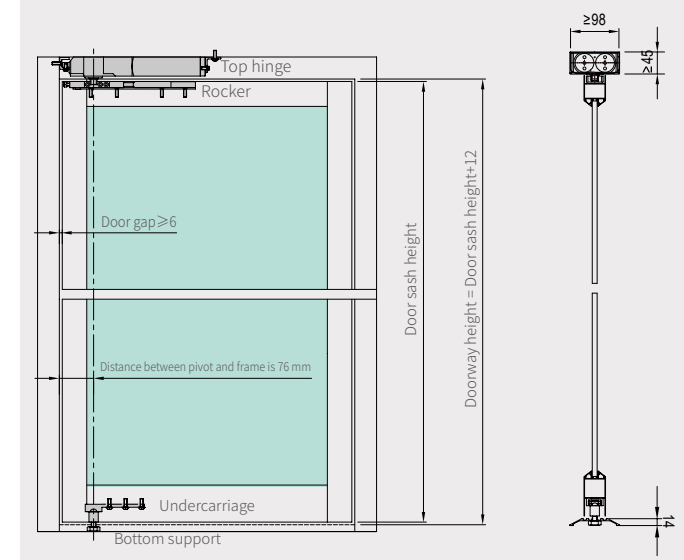 ≥98
≥45
Top hinge
Rocker
Door gap≥6
Door sash height
Doorway height = Door sash height+12
Distance between pivot and frame is 76 mm
Undercarriage
Bottom support
14